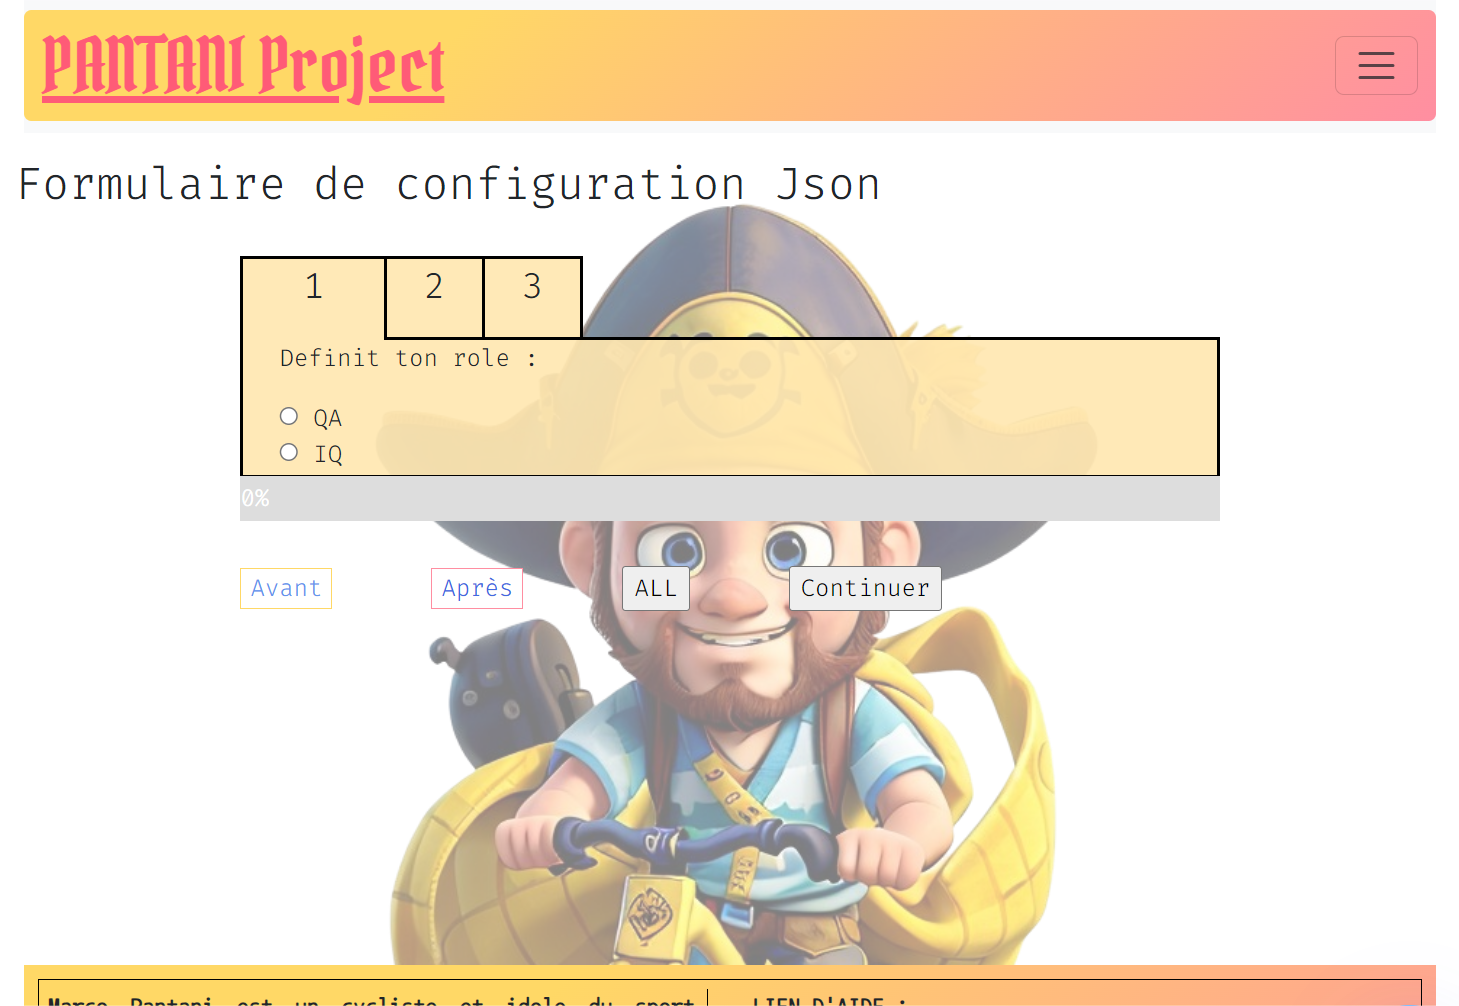 PANTANI Project
Formulaire de configuration Json
1 2 3
Definit ton role :
QA
IQ
0%
Avant Après ALL Continuer
Marco Pantani est un cycliste et idole du sport
LIEN D'AIDE :